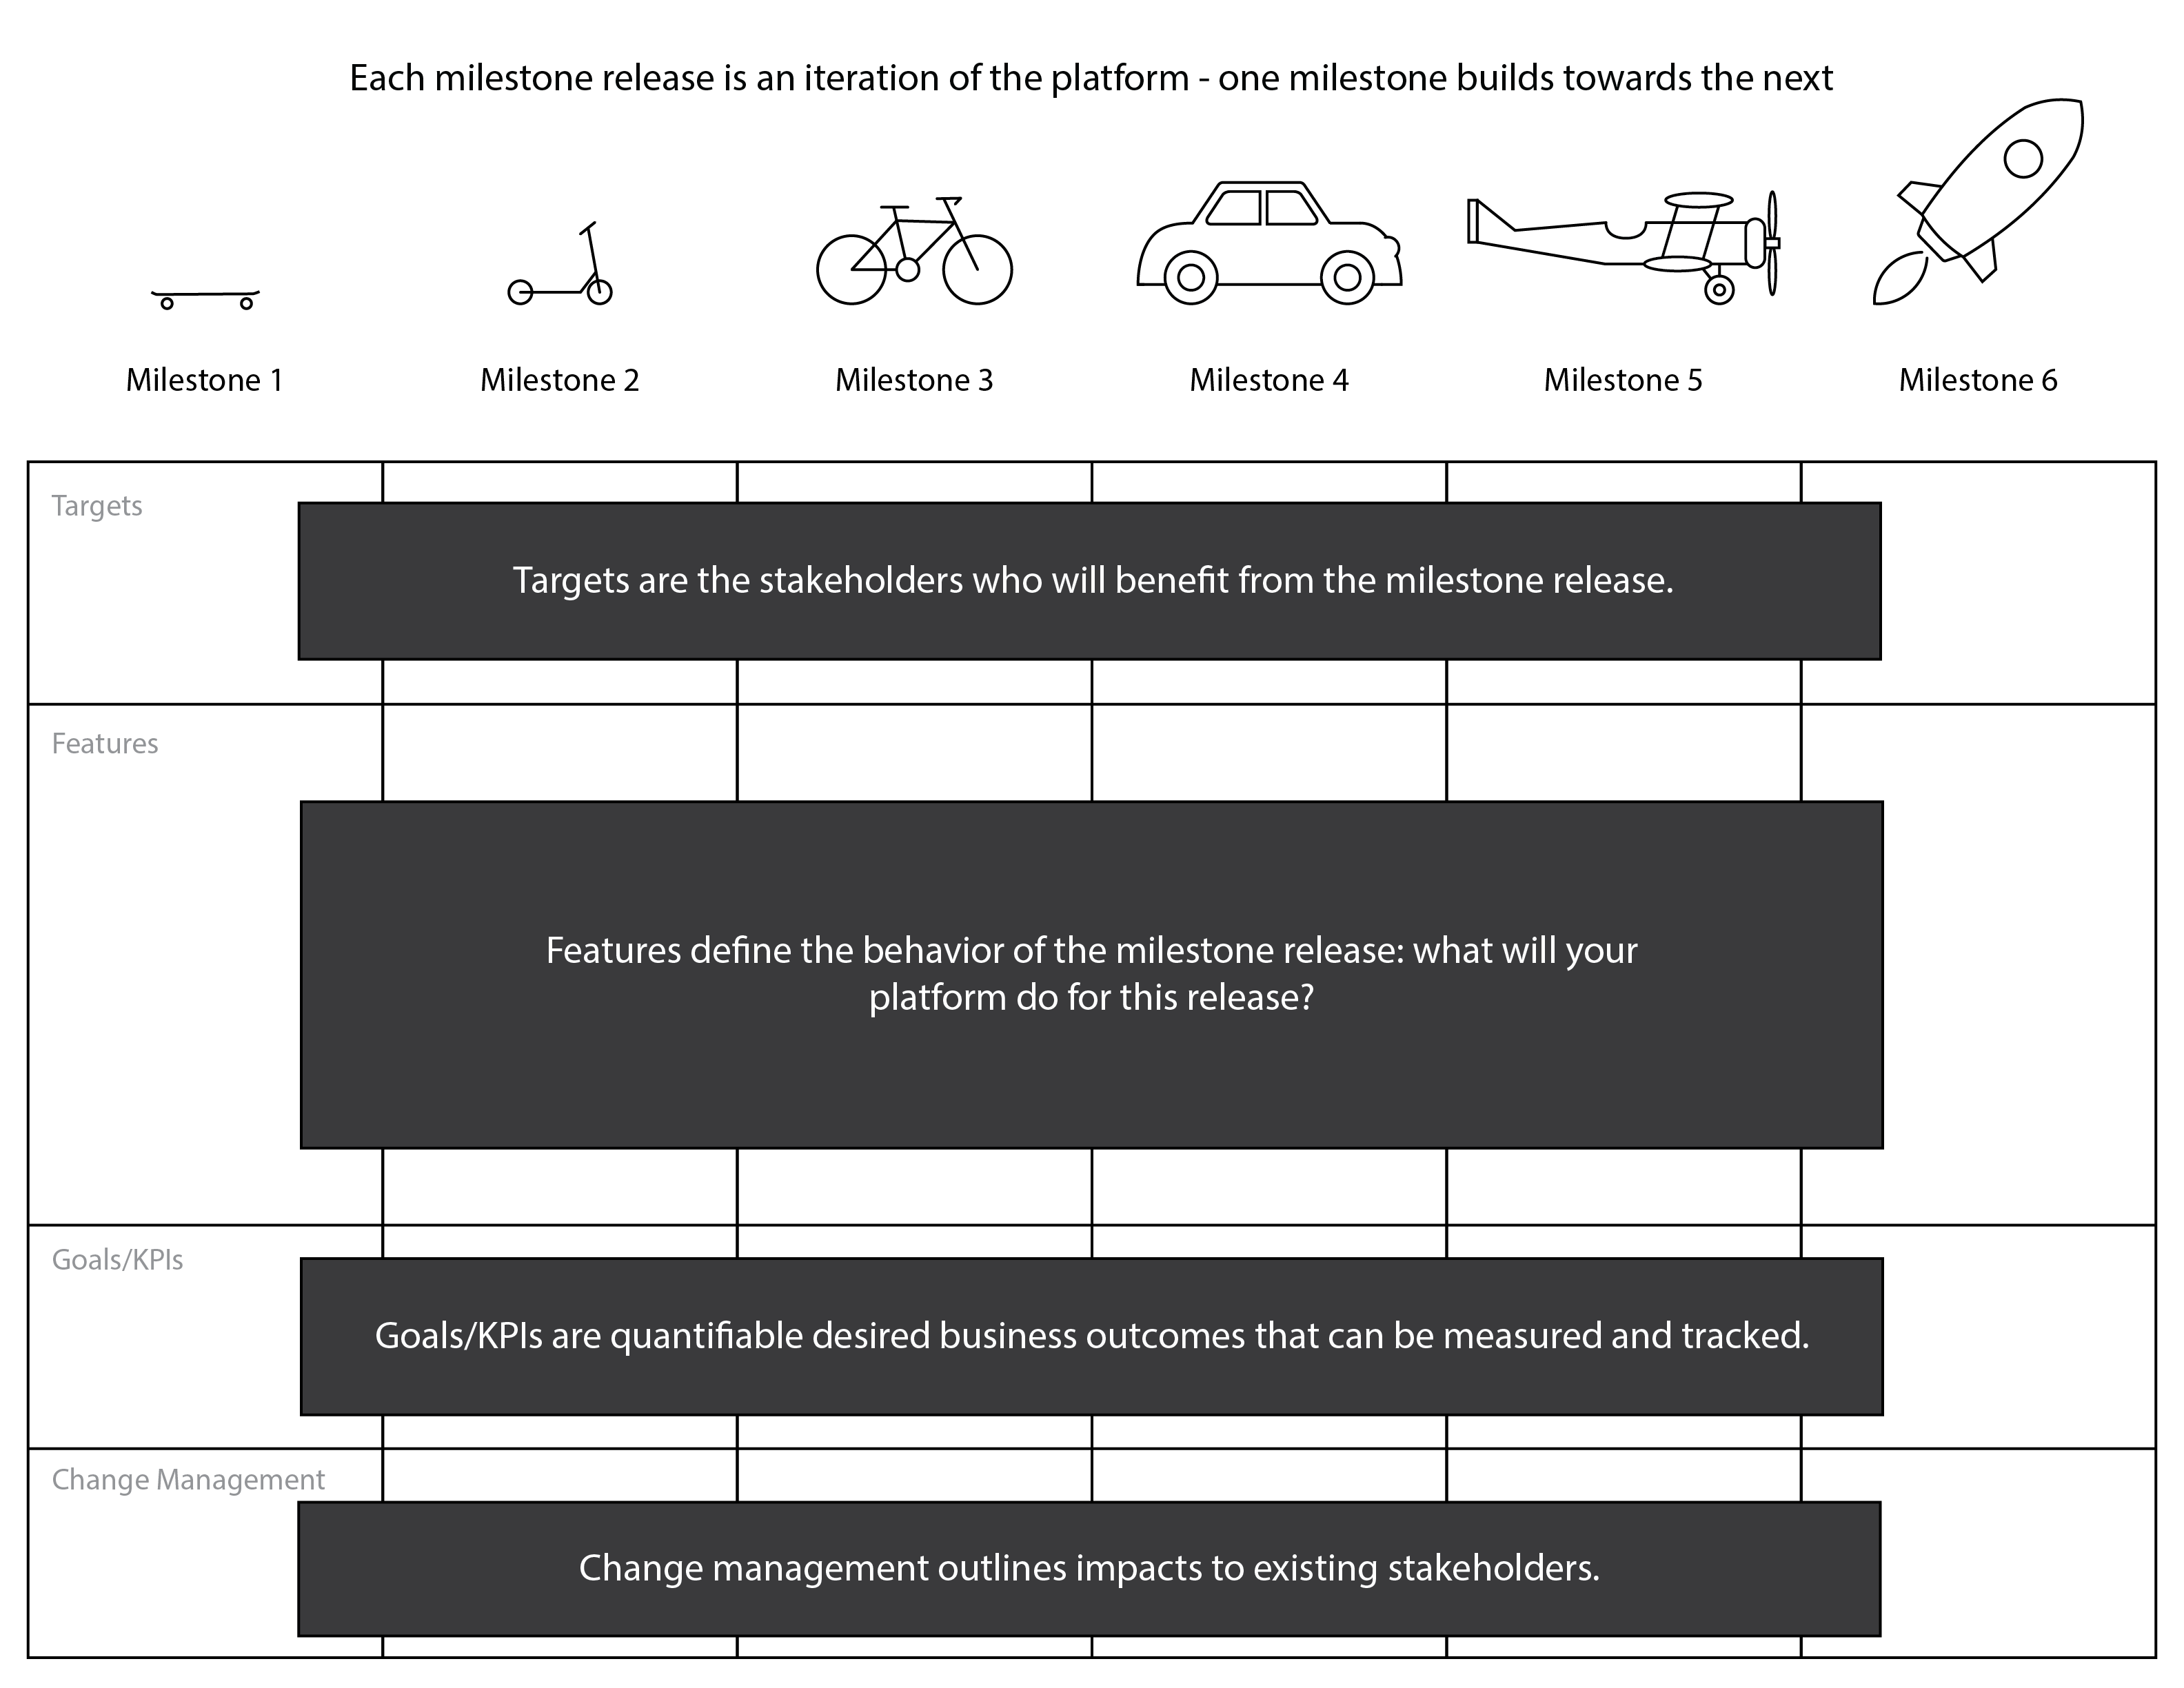 Each milestone release is an iteration of the platform - one milestone builds towards the next
Milestone 1
Milestone 2
Milestone 3
Milestone 4
Milestone 5
Milestone 6
Targets
Targets are the stakeholders who will benefit from the milestone release.
Features
Features define the behavior of the milestone release: what will your
platform do for this release?
Goals/KPIs
Goals/KPIs are quantifiable desired business outcomes that can be measured and tracked.
Change Management
Change management outlines impacts to existing stakeholders.